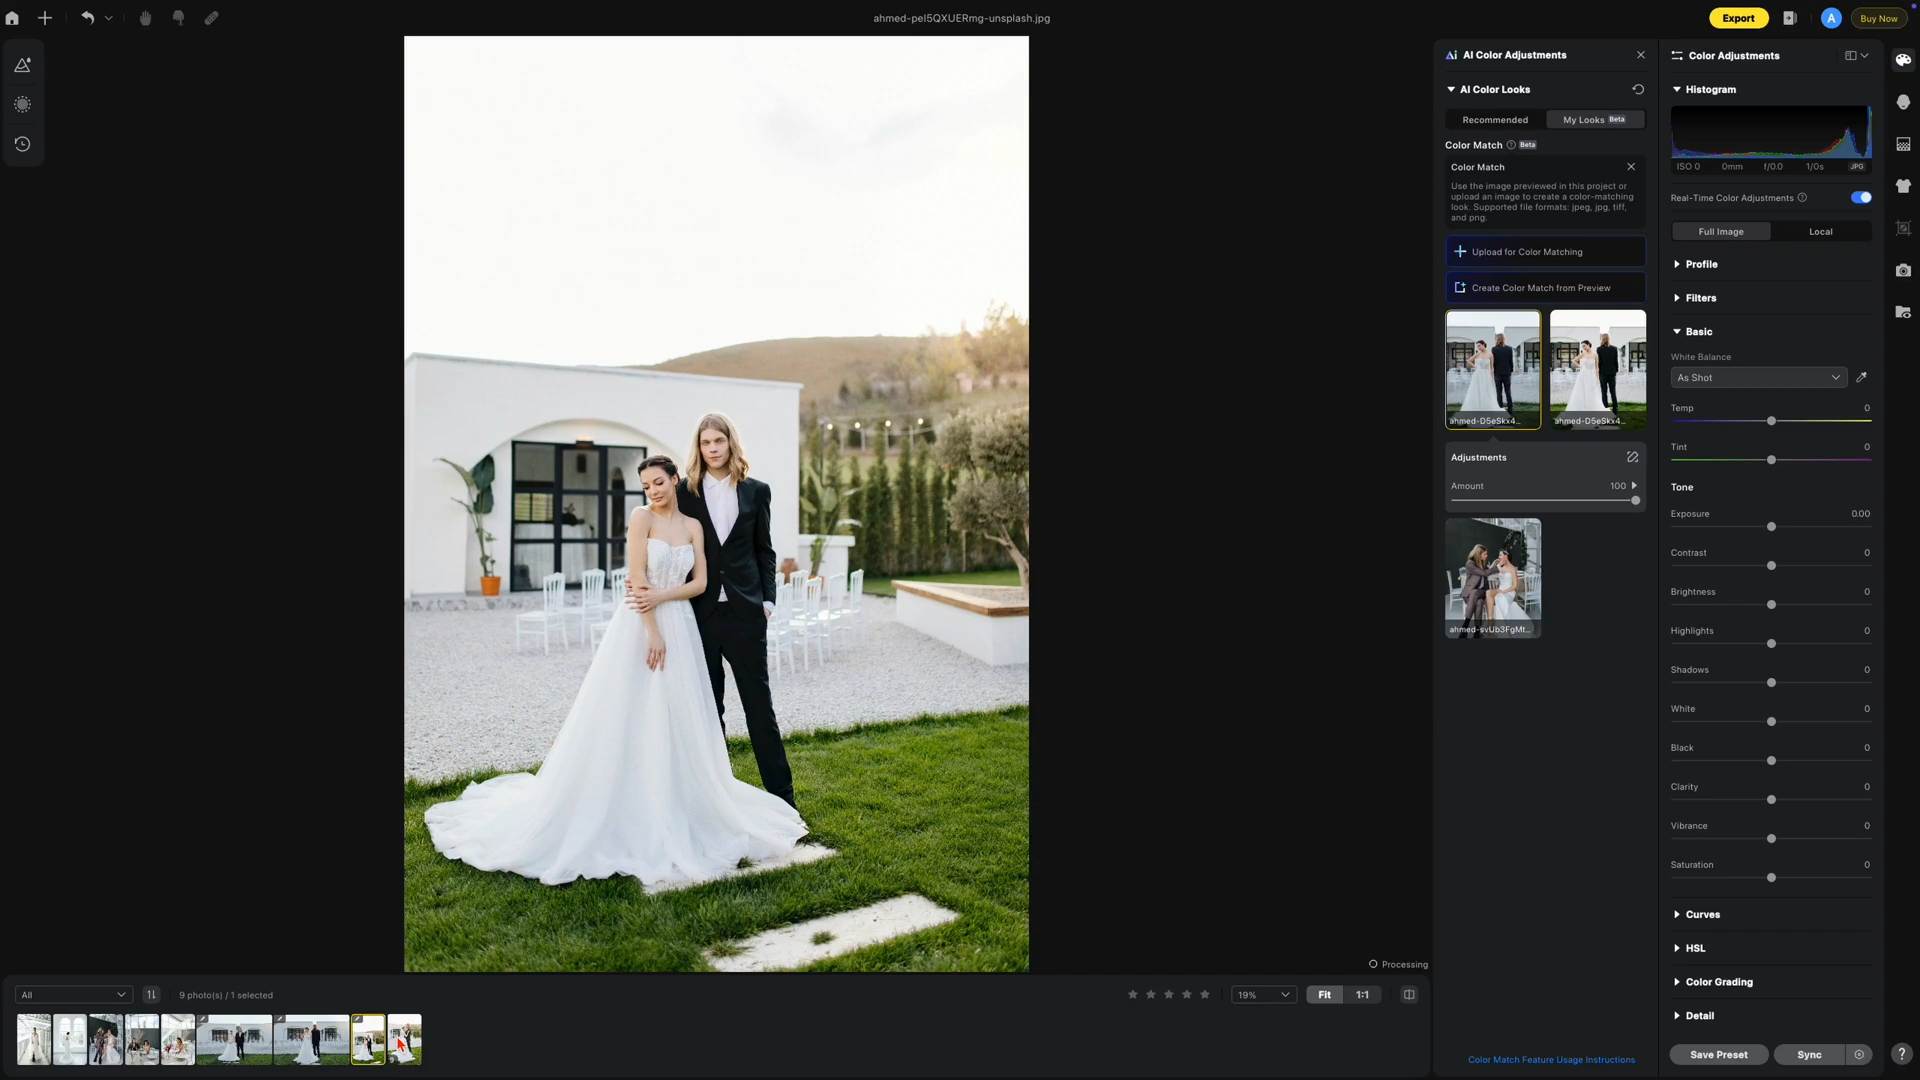 ahmed-pel5QXUERmg-unsplash.jpg
Export
A
Buy Now
AI Color Adjustments
AI Color Looks
Recommended
My Looks Beta
Color Match ? Beta
Color Match
Use the image previewed in this project or
upload an image to create a color-matching
look. Supported file formats: jpeg, jpg, tiff,
and png.
Upload for Color Matching
Create Color Match from Preview
ahmed-D5eSkx4...
ahmed-D5eSkx4...
Adjustments
Amount 100
ahmed-svUb3FgMt...
Color Match Feature Usage Instructions
Color Adjustments
Histogram
ISO 0 0mm f/0.0 1/0s JPG
Real-Time Color Adjustments ?
Full Image Local
Profile
Filters
Basic
White Balance
As Shot
Temp 0
Tint 0
Tone
Exposure 0.00
Contrast 0
Brightness 0
Highlights 0
Shadows 0
White 0
Black 0
Clarity 0
Vibrance 0
Saturation 0
Curves
HSL
Color Grading
Detail
Save Preset Sync ?
Processing
All 9 photo(s) / 1 selected
19% Fit 1:1